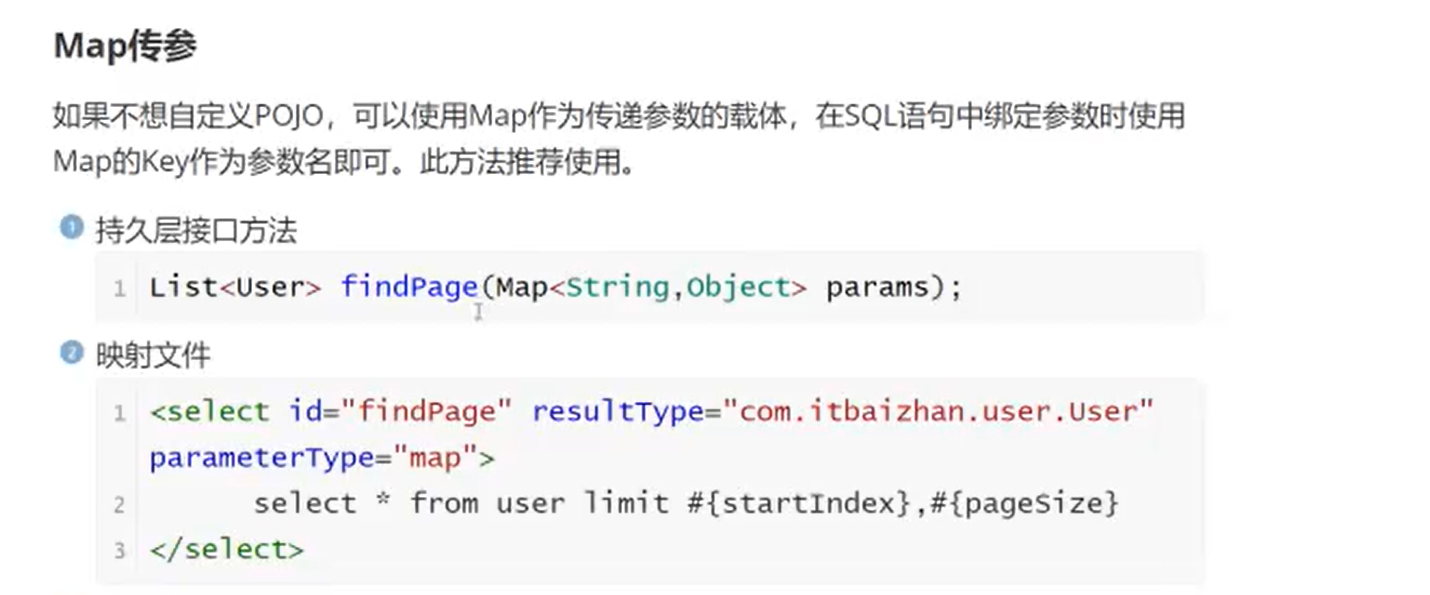 Map传参
如果不想自定义POJO，可以使用Map作为传递参数的载体，在SQL语句中绑定参数时使用
Map的Key作为参数名即可。此方法推荐使用。
1 持久层接口方法
1 List<User> findPage(Map<String,Object> params);
2 映射文件
1 <select id="findPage" resultType="com.itbaizhan.user.User"
parameterType="map">
2 select * from user limit #{startIndex},#{pageSize}
3 </select>